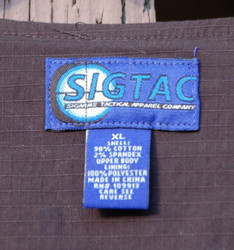 SIGTAC
SIGNATURE TACTICAL APPAREL COMPANY
XL
SHELL:
98% COTTON
2% SPANDEX
UPPER BODY
LINING:
100% POLYESTER
MADE IN CHINA
RN# 109913
CARE SEE
REVERSE